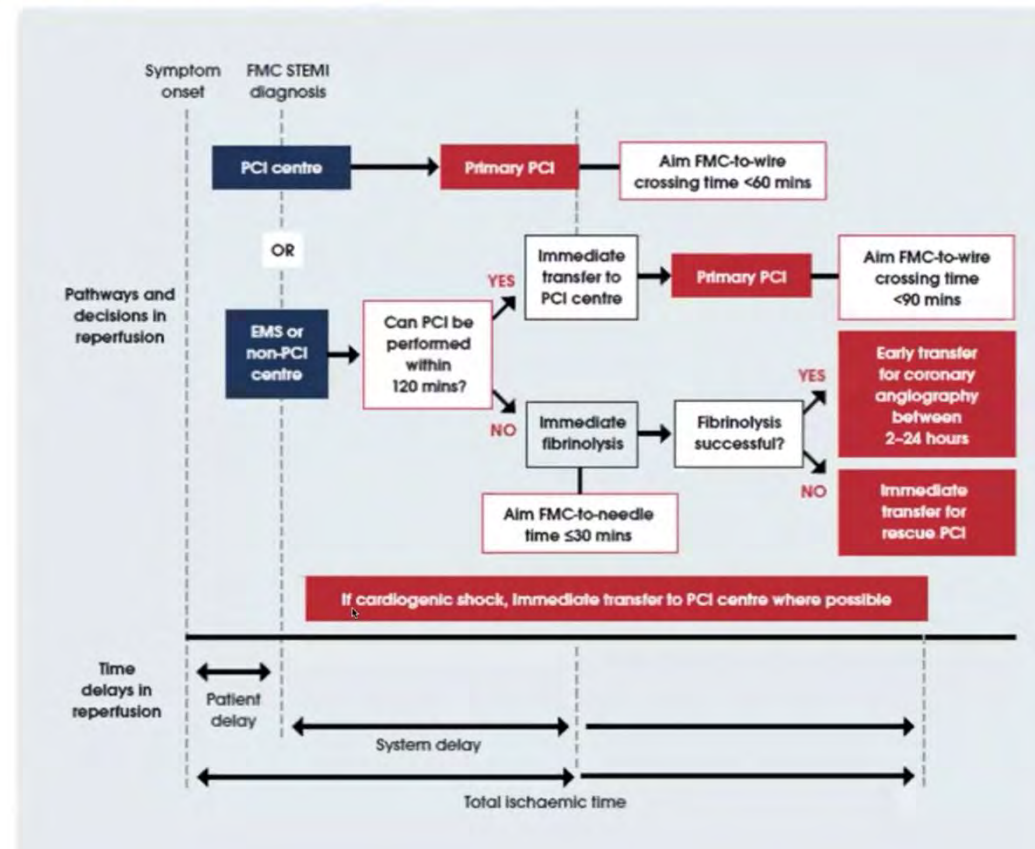 Symptom
onset
FMC STEMI
diagnosis
PCI centre
Primary PCI
Aim FMC-to-wire
crossing time <60 mins
OR
Pathways and
decisions in
reperfusion
EMS or
non-PCI
centre
Can PCI be
performed
within
120 mins?
YES
Immediate
transfer to
PCI centre
Primary PCI
Aim FMC-to-wire
crossing time
<90 mins
NO
Immediate
fibrinolysis
Aim FMC-to-needle
time ≤30 mins
Fibrinolysis
successful?
YES
Early transfer
for coronary
angiography
between
2–24 hours
NO
Immediate
transfer for
rescue PCI
If cardiogenic shock, immediate transfer to PCI centre where possible
Time
delays in
reperfusion
Patient
delay
System delay
Total ischaemic time